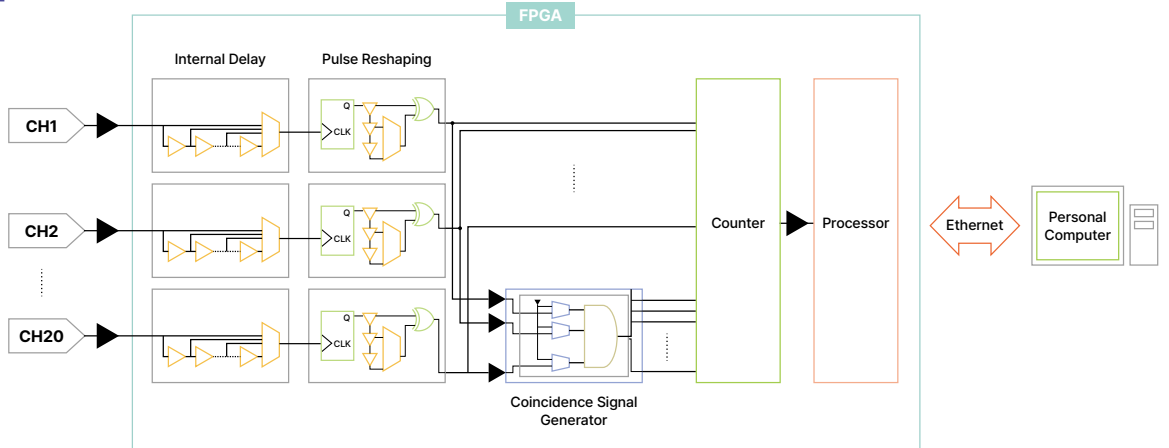 FPGA
Internal Delay
Pulse Reshaping
CH1
Q
CLK
CH2
Q
CLK
Counter
Processor
Ethernet
Personal
Computer
CH20
Q
CLK
Coincidence Signal
Generator